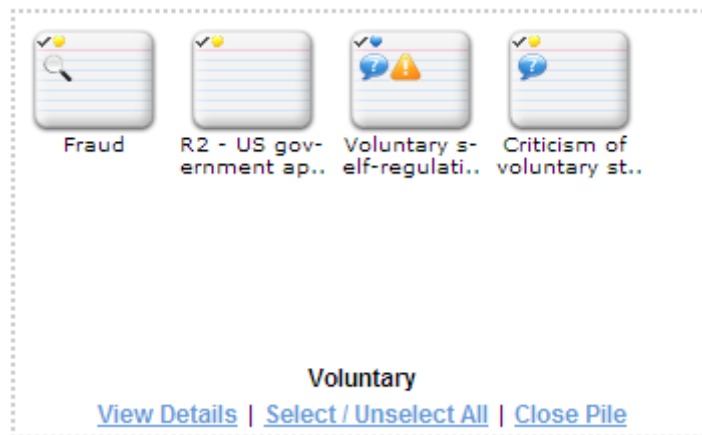 Fraud
R2 - US gov-
ernment ap..
Voluntary s-
elf-regulati..
Criticism of
voluntary st..
Voluntary
View Details | Select / Unselect All | Close Pile